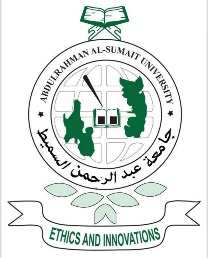 ABDULRAHMAN AL-SUMAIT UNIVERSITY
جامعة عبد الرحمن السميط
ETHICS AND INNOVATIONS